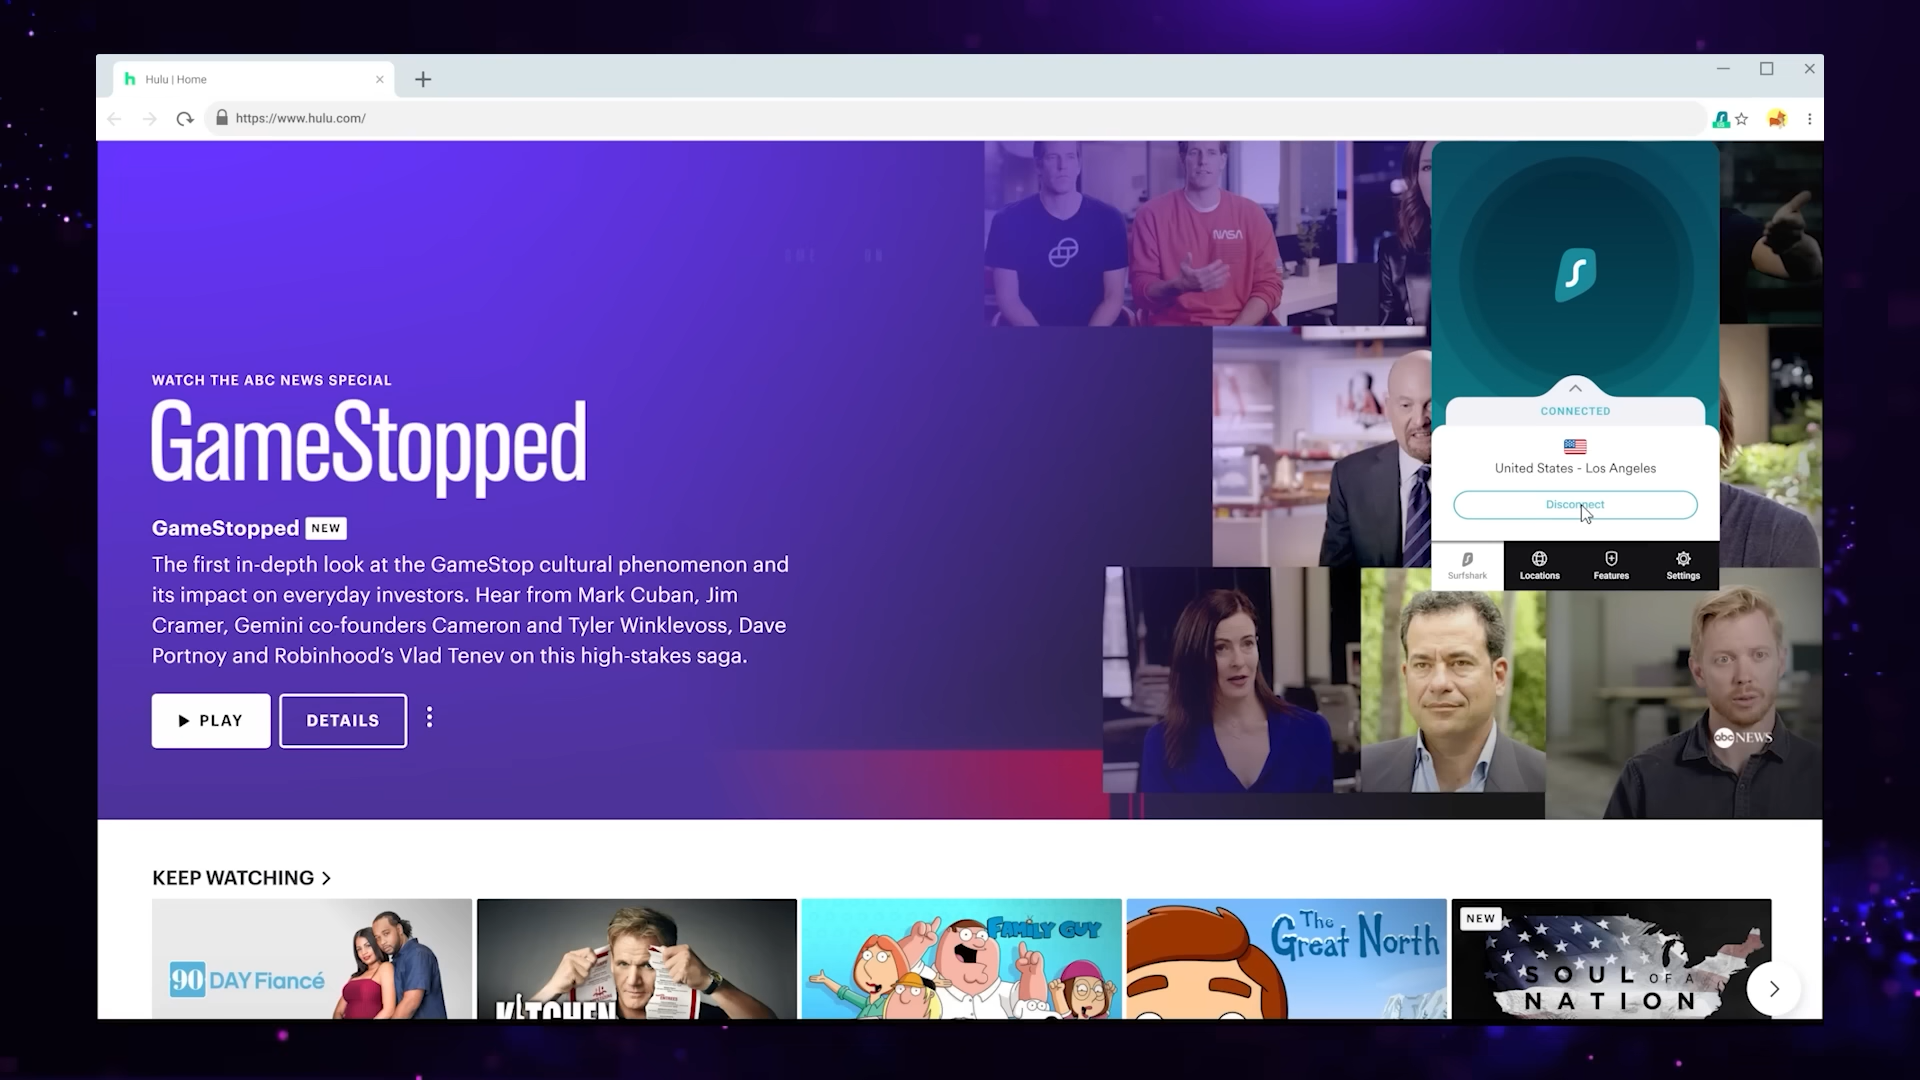 Hulu | Home
https://www.hulu.com/
NASA
WATCH THE ABC NEWS SPECIAL
GameStopped
GameStopped NEW
The first in-depth look at the GameStop cultural phenomenon and
its impact on everyday investors. Hear from Mark Cuban, Jim
Cramer, Gemini co-founders Cameron and Tyler Winklevoss, Dave
Portnoy and Robinhood's Vlad Tenev on this high-stakes saga.
PLAY
DETAILS
CONNECTED
United States - Los Angeles
Disconnect
Surfshark
Locations
Features
Settings
abc NEWS
KEEP WATCHING
90 DAY Fiancé
KITCHEN
FAMILY GUY
The
Great North
NEW
SOUL OF A
NATION